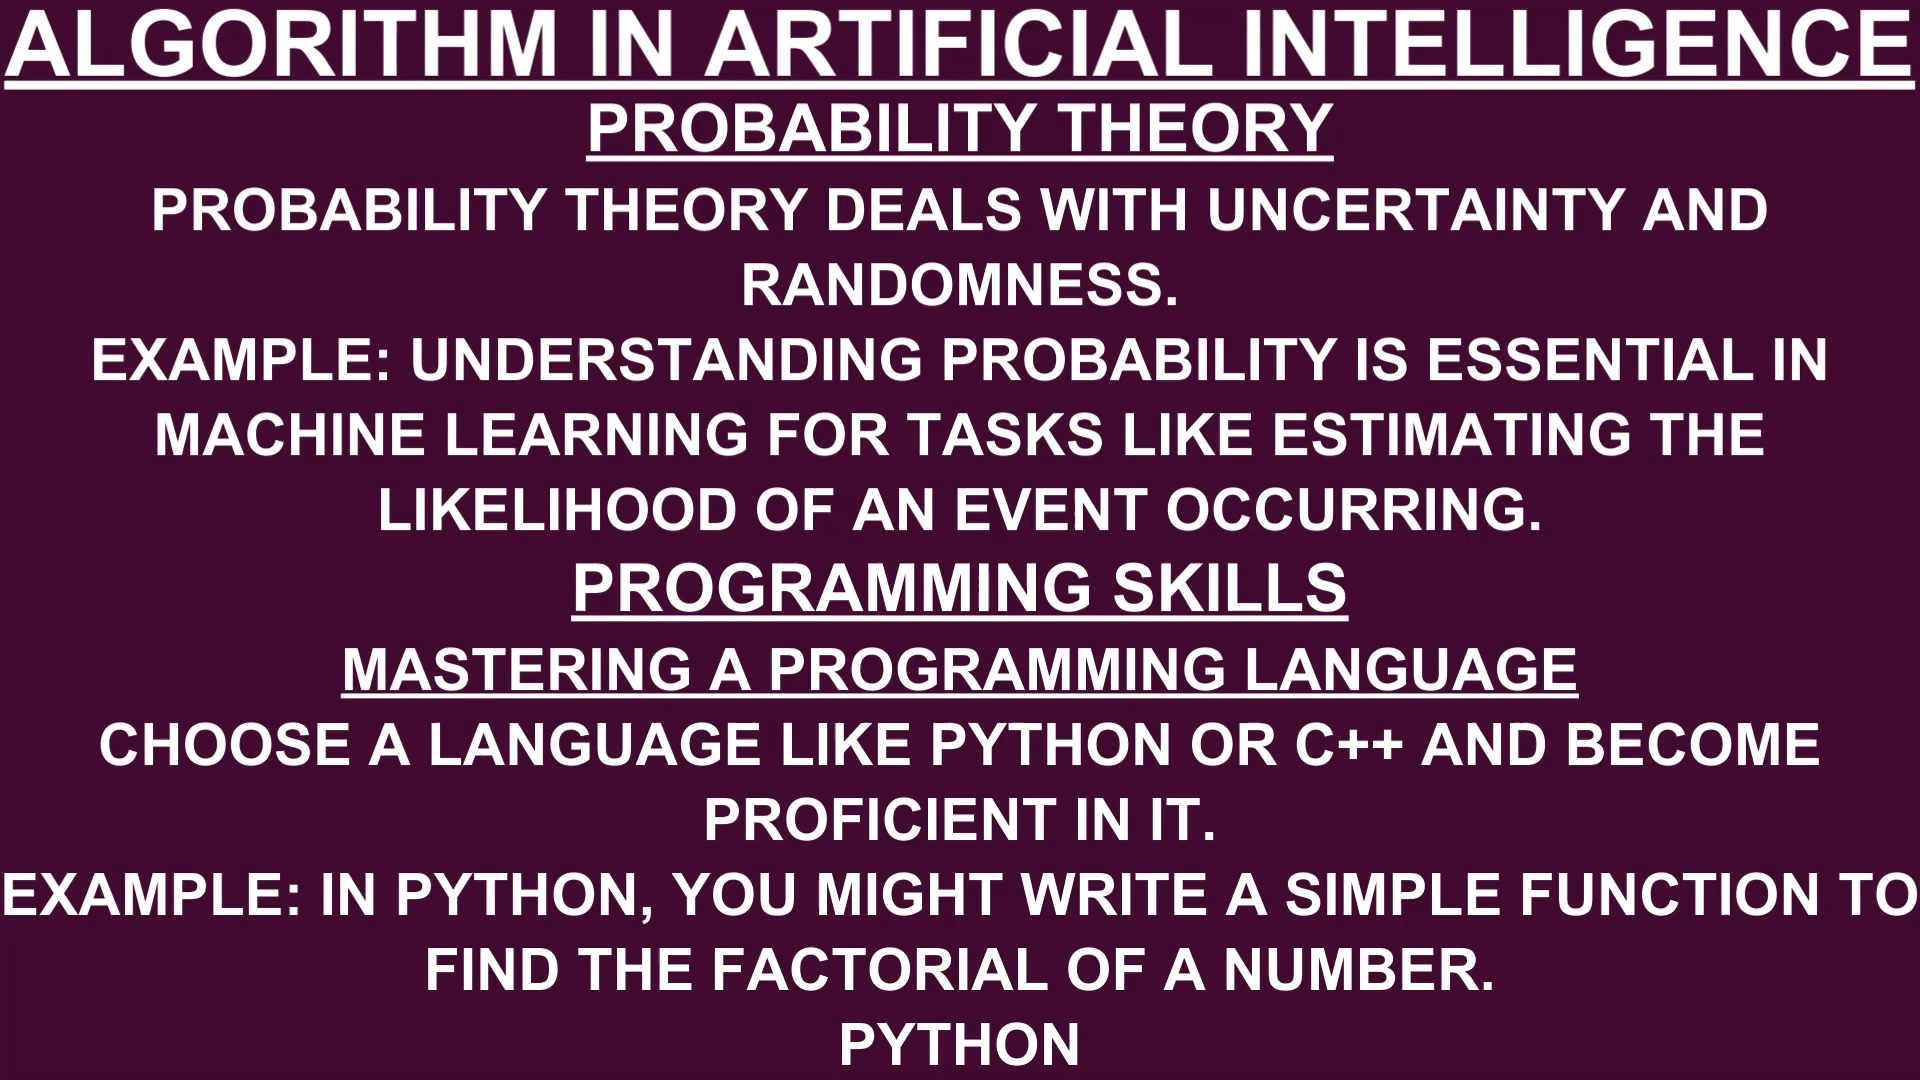 ALGORITHM IN ARTIFICIAL INTELLIGENCE
PROBABILITY THEORY
PROBABILITY THEORY DEALS WITH UNCERTAINTY AND
RANDOMNESS.
EXAMPLE: UNDERSTANDING PROBABILITY IS ESSENTIAL IN
MACHINE LEARNING FOR TASKS LIKE ESTIMATING THE
LIKELIHOOD OF AN EVENT OCCURRING.
PROGRAMMING SKILLS
MASTERING A PROGRAMMING LANGUAGE
CHOOSE A LANGUAGE LIKE PYTHON OR C++ AND BECOME
PROFICIENT IN IT.
EXAMPLE: IN PYTHON, YOU MIGHT WRITE A SIMPLE FUNCTION TO
FIND THE FACTORIAL OF A NUMBER.
PYTHON